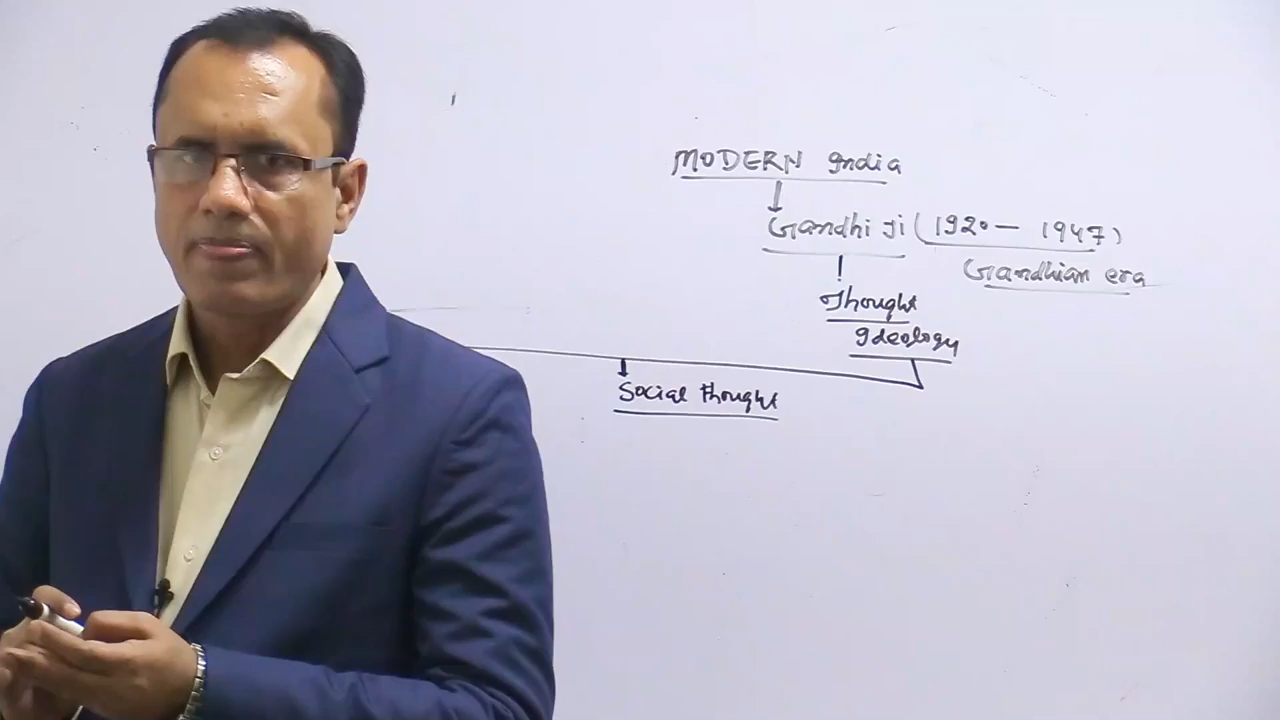 MODERN India
Gandhi Ji (1920 — 1947)
Gandhian era
Thought
Ideology
Social thought